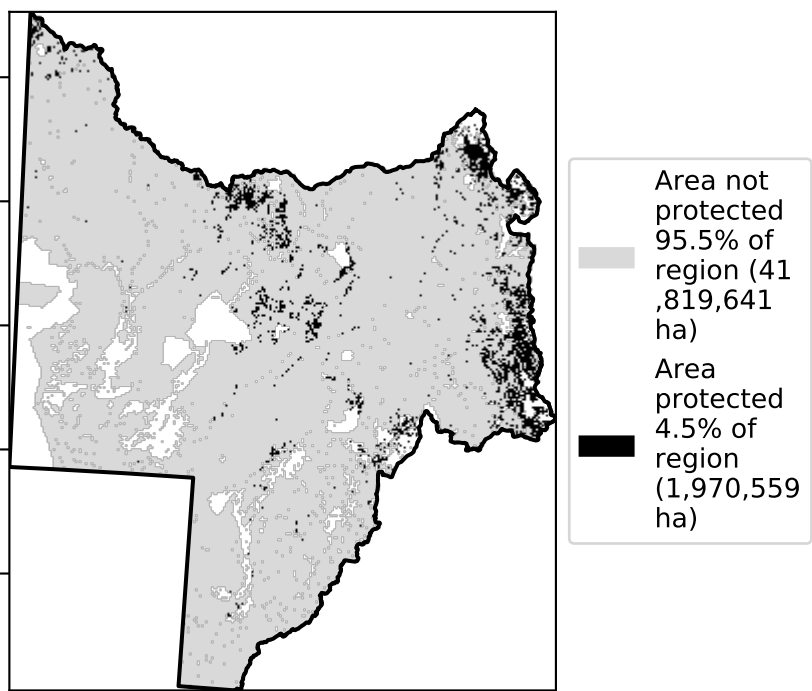 Area not
protected
95.5% of
region (41
,819,641
ha)
Area
protected
4.5% of
region
(1,970,559
ha)